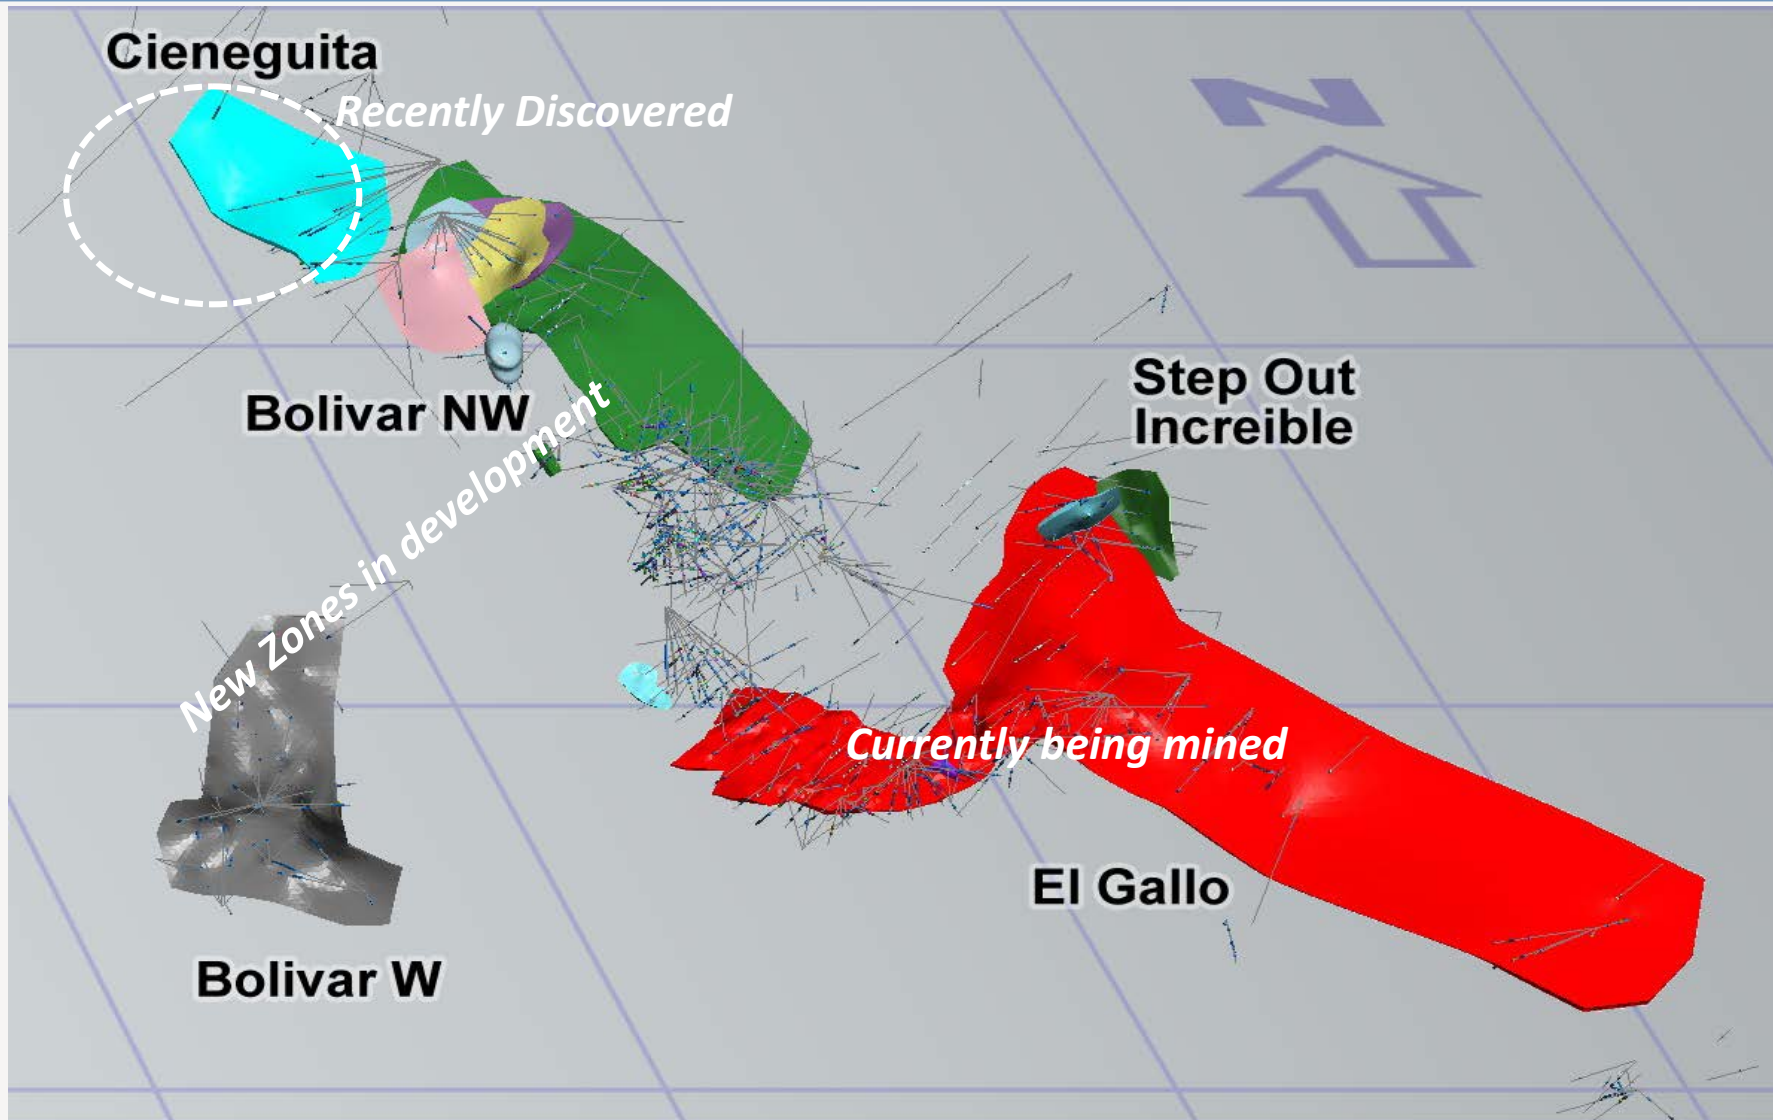 Cieneguita
Recently Discovered
N
Step Out
Increible
Bolivar NW
New Zones in development
Currently being mined
El Gallo
Bolivar W